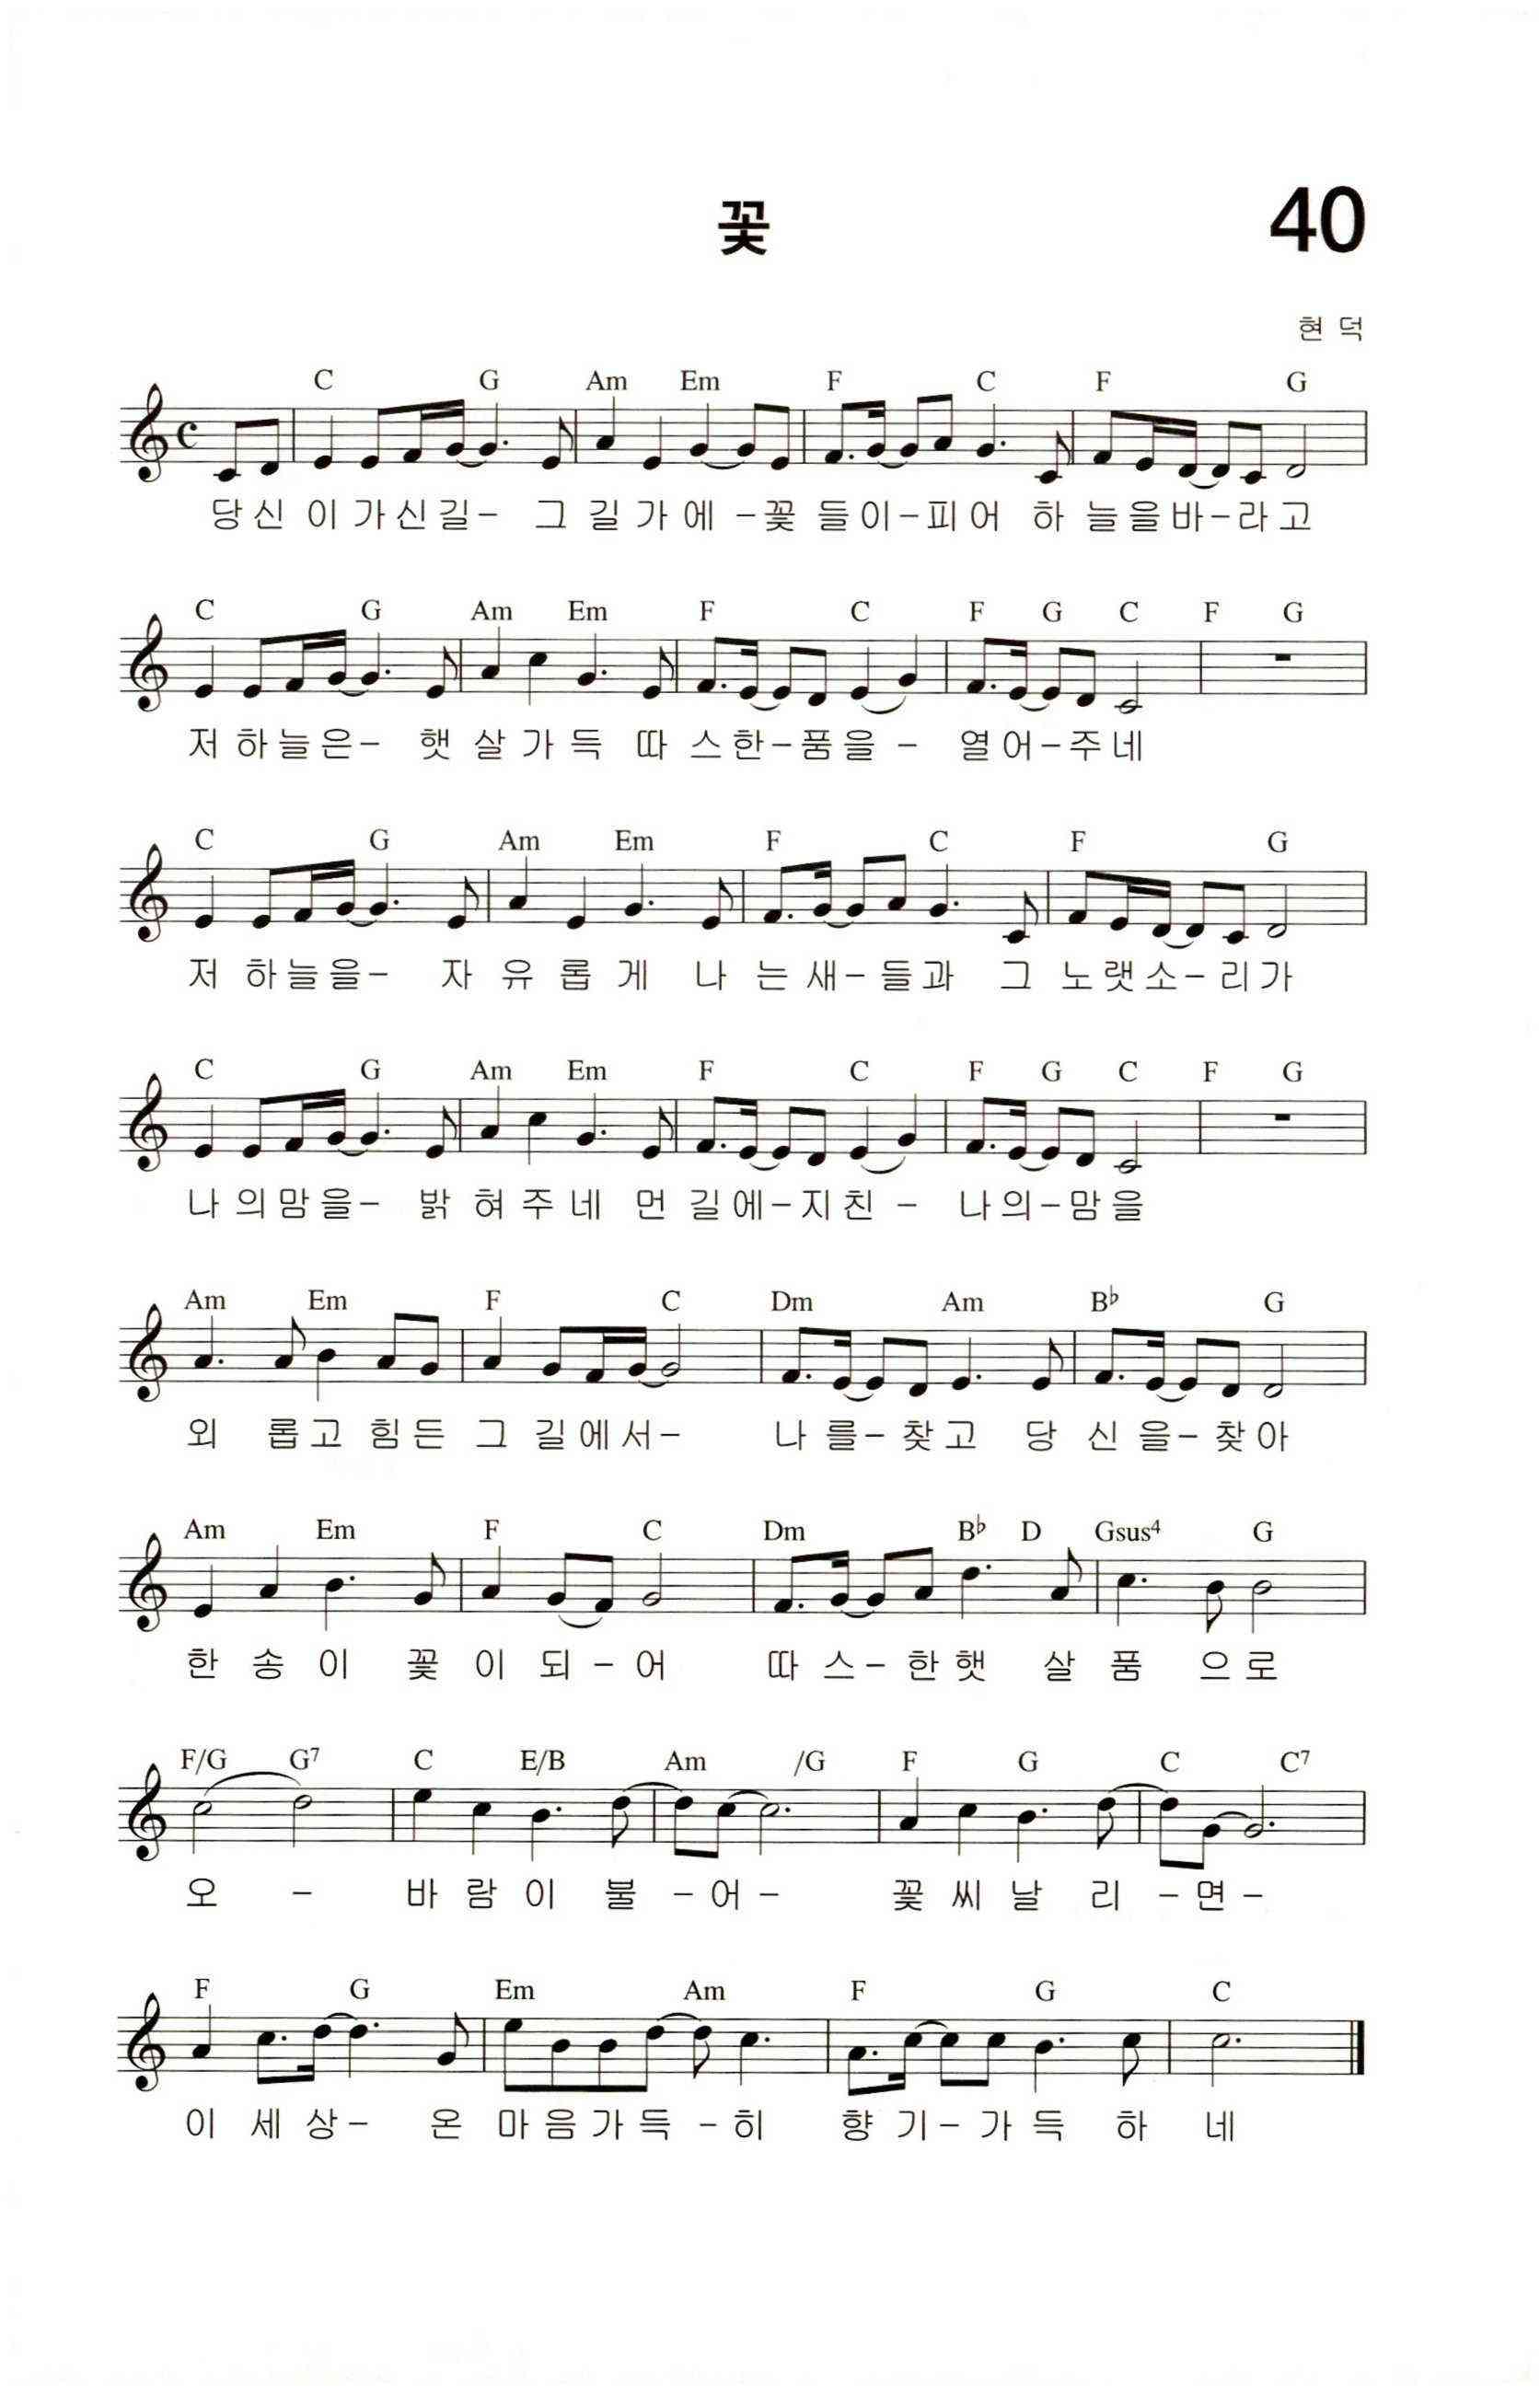 꽃
40
현 덕
C G Am Em F C F G
당신 이 가신길- 그 길 가 에 -꽃 들이-피어 하 늘을바-라고
C G Am Em F C F G C F G
저 하늘은- 햇 살 가 득 따 스한-품을 - 열어-주네
C G Am Em F C F G
저 하늘을- 자 유 롭 게 나 는 새-들과 그 노랫소-리가
C G Am Em F C F G C F G
나 의맘을- 밝 혀 주 네 먼 길에-지친 - 나의-맘을
Am Em F C Dm Am B♭ G
외 롭고 힘든 그 길에서- 나 를-찾고 당 신 을-찾아
Am Em F C Dm B♭ D Gsus4 G
한 송 이 꽃 이 되 - 어 따 스-한햇 살 품 으로
F/G G7 C E/B Am /G F G C C7
오 - 바 람 이 불 -어- 꽃 씨 날 리 -면-
F G Em Am F G C
이 세 상- 온 마음가득 -히 향 기-가득 하 네